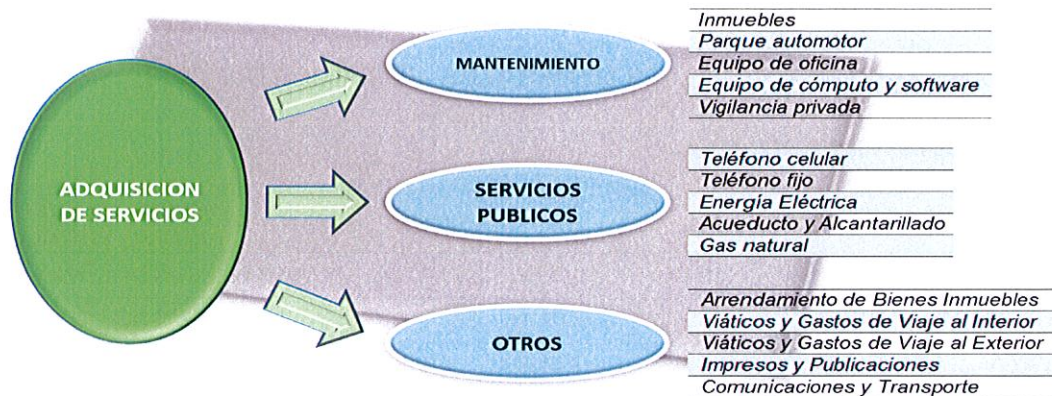 ADQUISICION
DE SERVICIOS
MANTENIMIENTO
Inmuebles
Parque automotor
Equipo de oficina
Equipo de cómputo y software
Vigilancia privada
SERVICIOS
PUBLICOS
Teléfono celular
Teléfono fijo
Energía Eléctrica
Acueducto y Alcantarillado
Gas natural
OTROS
Arrendamiento de Bienes Inmuebles
Viáticos y Gastos de Viaje al Interior
Viáticos y Gastos de Viaje al Exterior
Impresos y Publicaciones
Comunicaciones y Transporte